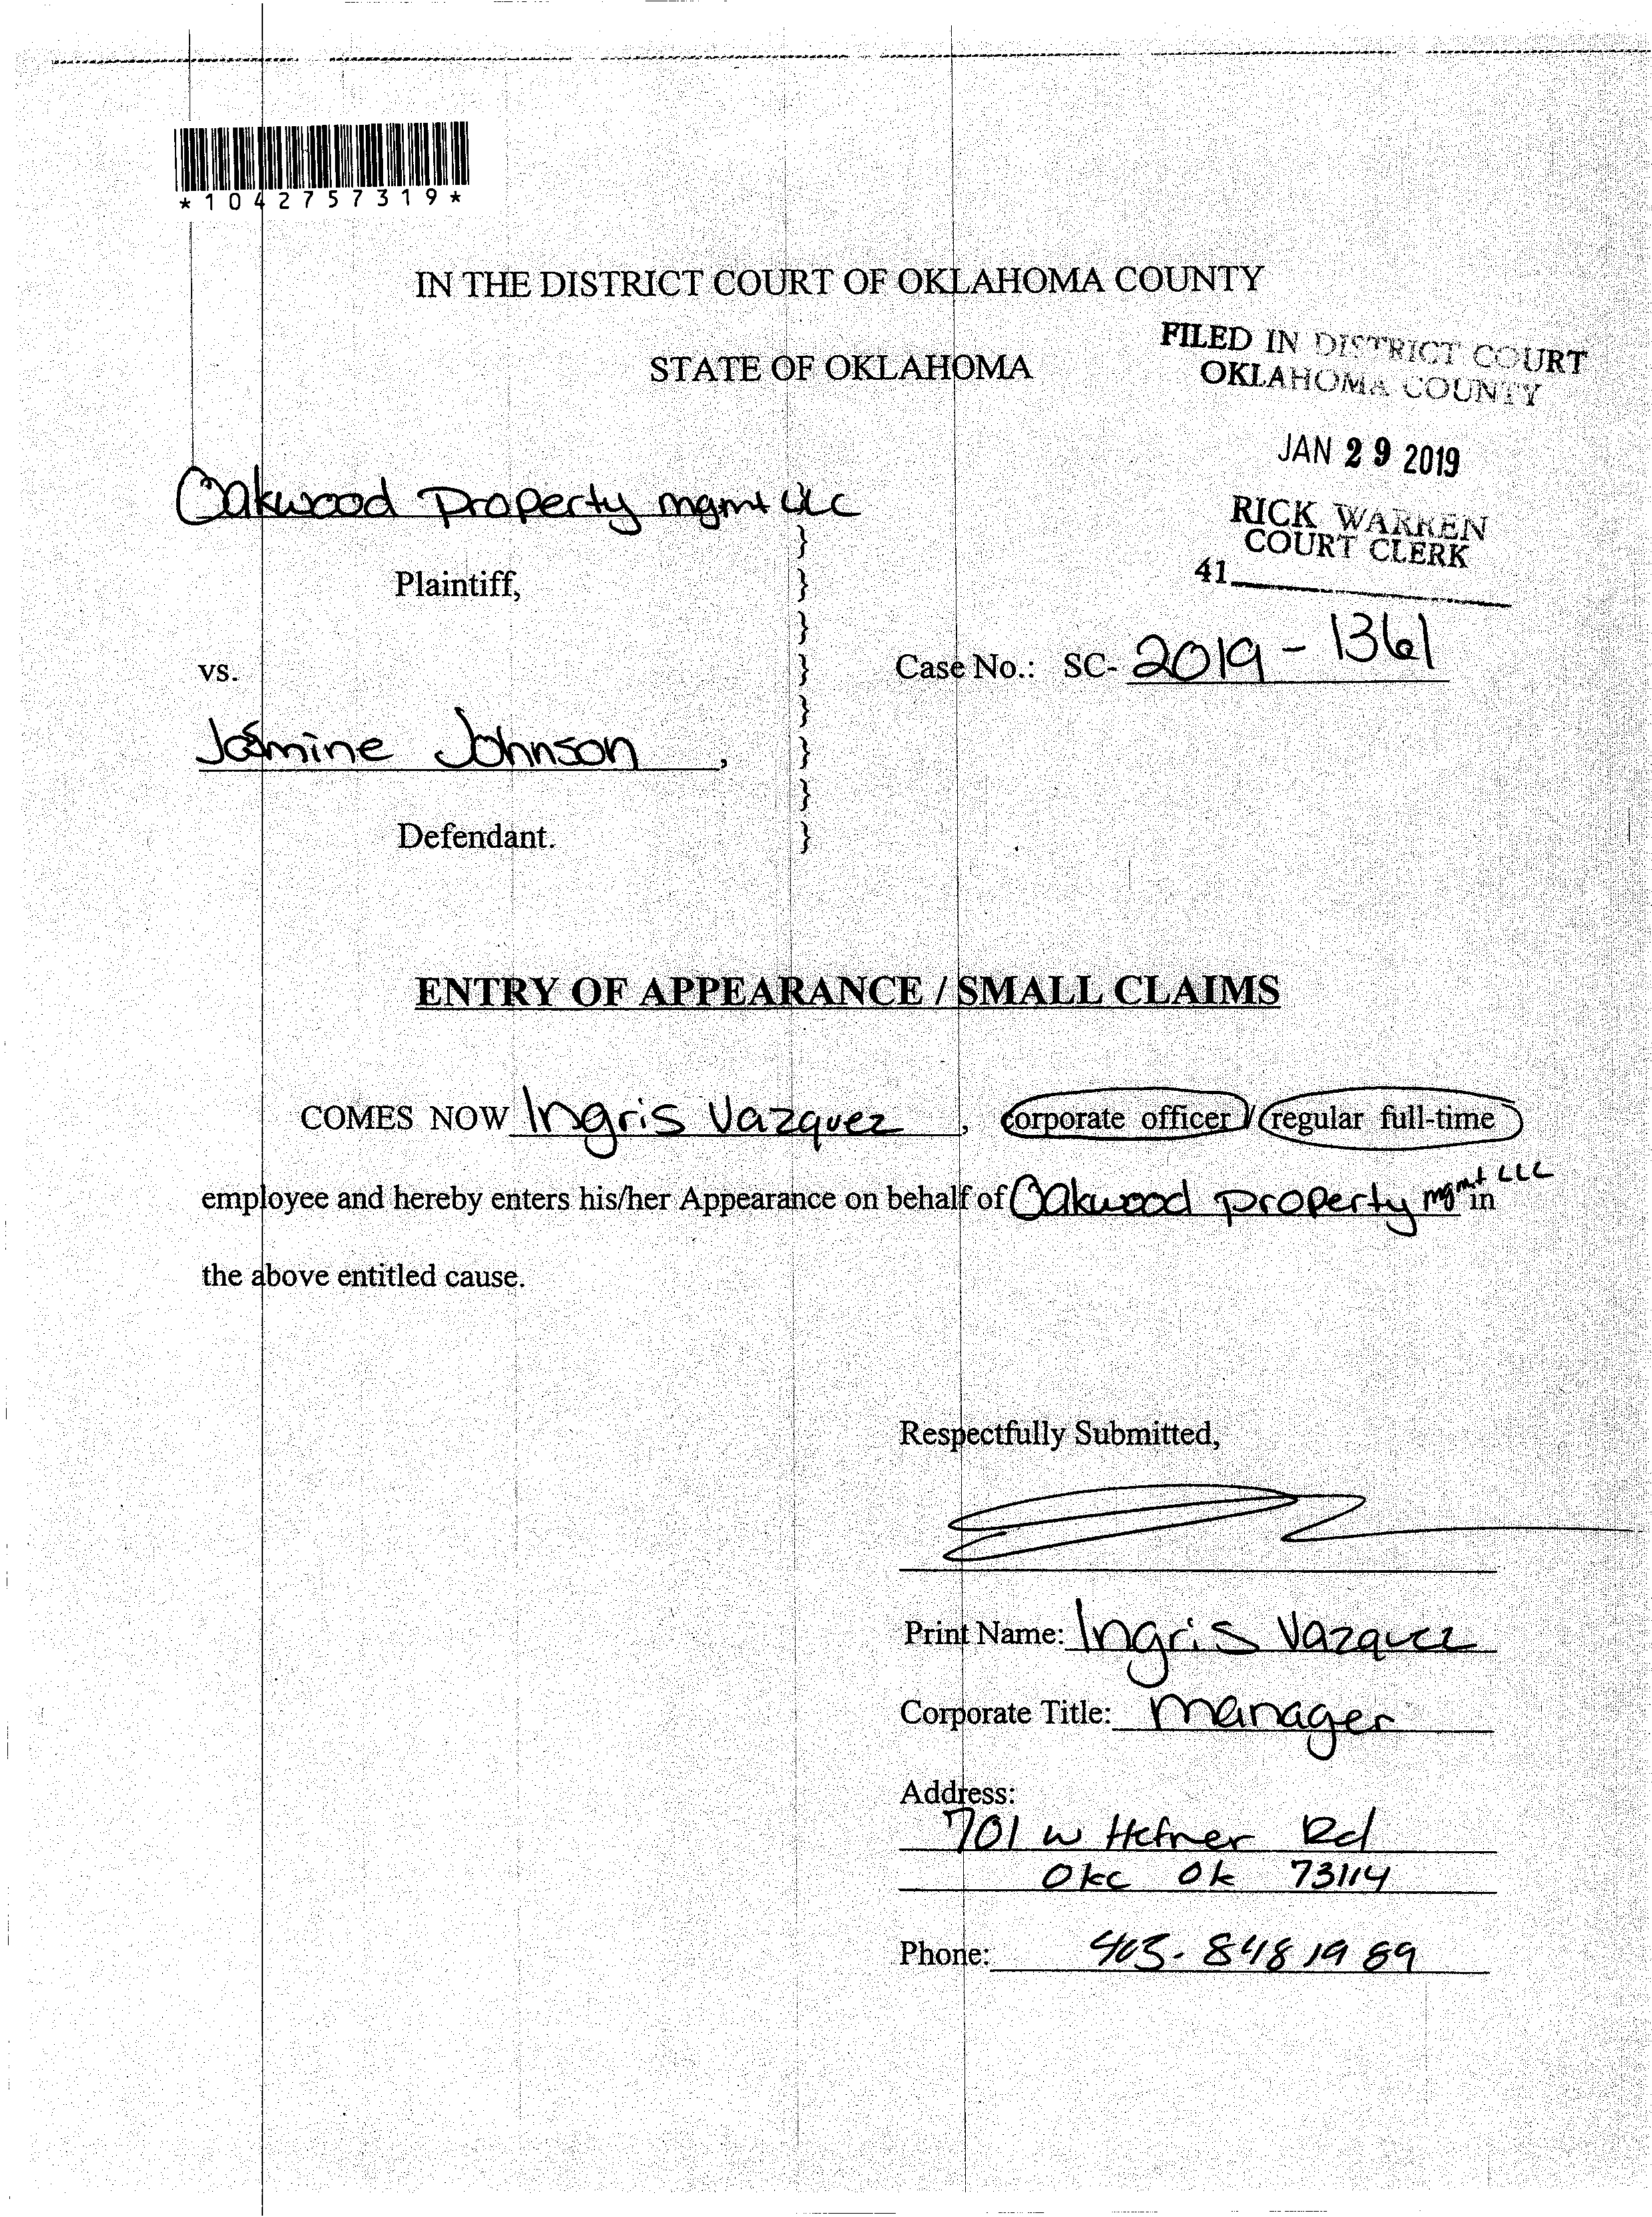 *1042757319*
IN THE DISTRICT COURT OF OKLAHOMA COUNTY
STATE OF OKLAHOMA
FILED IN DISTRICT COURT
OKLAHOMA COUNTY
JAN 29 2019
RICK WARREN
COURT CLERK
41
Oakwood Property mgmt LLC
}
Plaintiff, }
}
vs. } Case No.: SC- 2019-1361
}
Jasmine Johnson, }
}
Defendant. }
ENTRY OF APPEARANCE / SMALL CLAIMS
COMES NOW Ingris Vazquez, corporate officer / regular full-time
employee and hereby enters his/her Appearance on behalf of Oakwood property mgmt LLC in
the above entitled cause.
Respectfully Submitted,
Print Name: Ingris Vazquez
Corporate Title: manager
Address:
701 W Hefner Rd
Okc Ok 73114
Phone: 405-848 1989